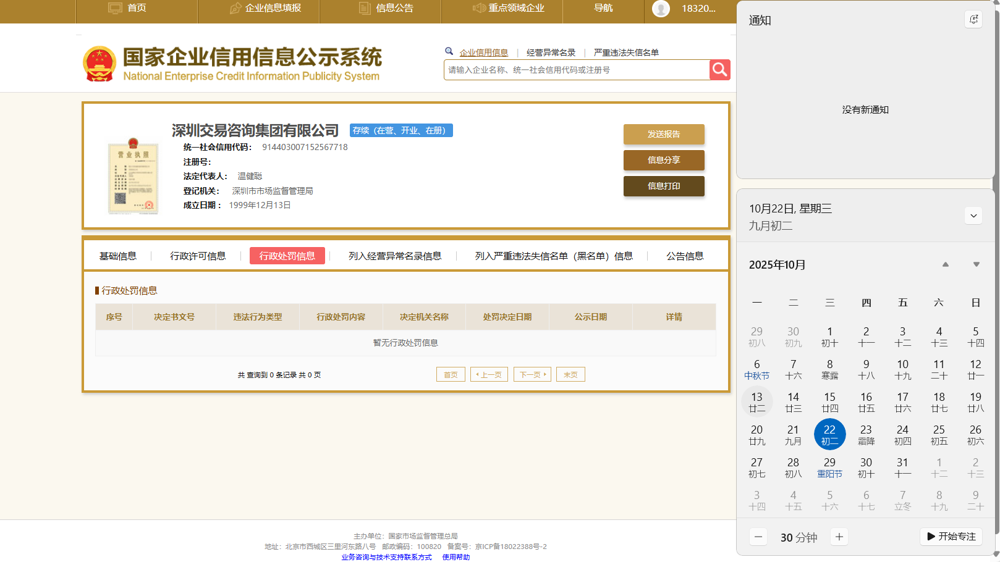 首页
企业信息填报
信息公告
重点领域企业
导航
18320...
国家企业信用信息公示系统
National Enterprise Credit Information Publicity System
企业信用信息 | 经营异常名录 | 严重违法失信名单
请输入企业名称、统一社会信用代码或注册号
营业执照
深圳交易咨询集团有限公司 存续（在营、开业、在册）
统一社会信用代码： 914403007152567718
注册号：
法定代表人： 温健聪
登记机关： 深圳市市场监督管理局
成立日期： 1999年12月13日
发送报告
信息分享
信息打印
基础信息 | 行政许可信息 | 行政处罚信息 | 列入经营异常名录信息 | 列入严重违法失信名单（黑名单）信息 | 公告信息
行政处罚信息
序号 决定书文号 违法行为类型 行政处罚内容 决定机关名称 处罚决定日期 公示日期 详情
暂无行政处罚信息
共 查询到 0 条记录 共 0 页
首页 上一页 下一页 末页
主办单位：国家市场监督管理总局
地址：北京市西城区三里河东路八号 邮政编码：100820 备案号：京ICP备18022388号-2
业务咨询与技术支持联系方式 使用帮助
通知
没有新通知
10月22日, 星期三
九月初二
2025年10月
一 二 三 四 五 六 日
29 30 1 2 3 4 5
初八 初九 初十 十一 十二 十三 十四
6 7 8 9 10 11 12
中秋节 十六 寒露 十八 十九 二十 廿一
13 14 15 16 17 18 19
廿二 廿三 廿四 廿五 廿六 廿七 廿八
20 21 22 23 24 25 26
廿九 九月 初二 霜降 初四 初五 初六
27 28 29 30 31 1 2
初七 初八 重阳节 初十 十一 十二 十三
3 4 5 6 7 8 9
十四 十五 十六 十七 立冬 十九 二十
30 分钟
开始专注